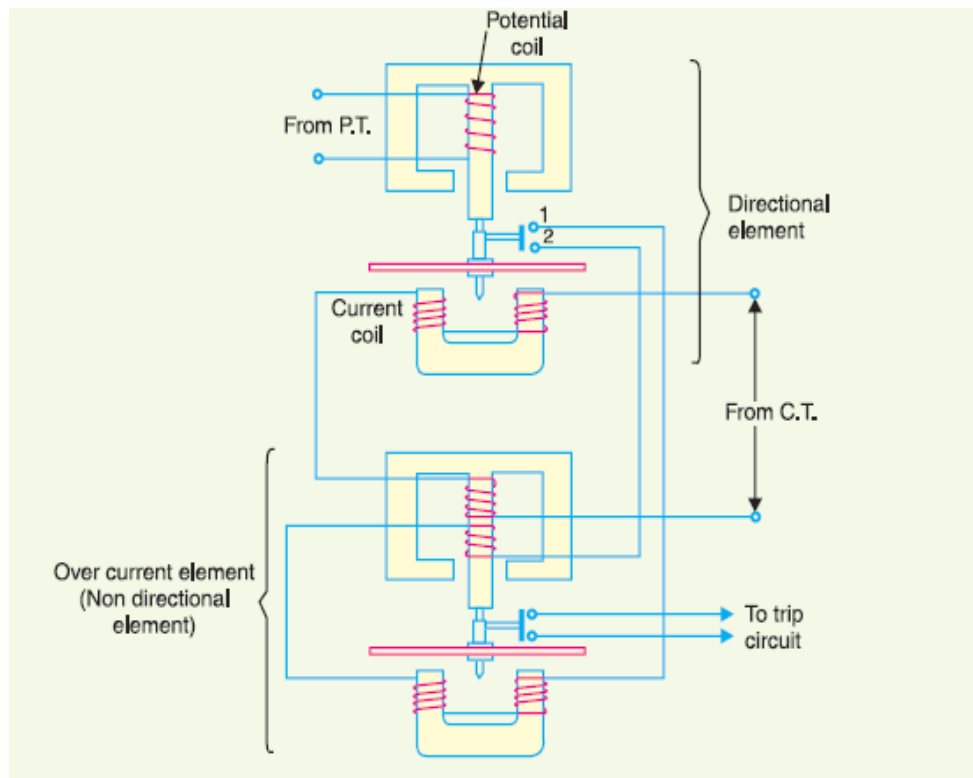 Potential
coil
From P.T.
1
2
Directional
element
Current
coil
From C.T.
Over current element
(Non directional
element)
To trip
circuit